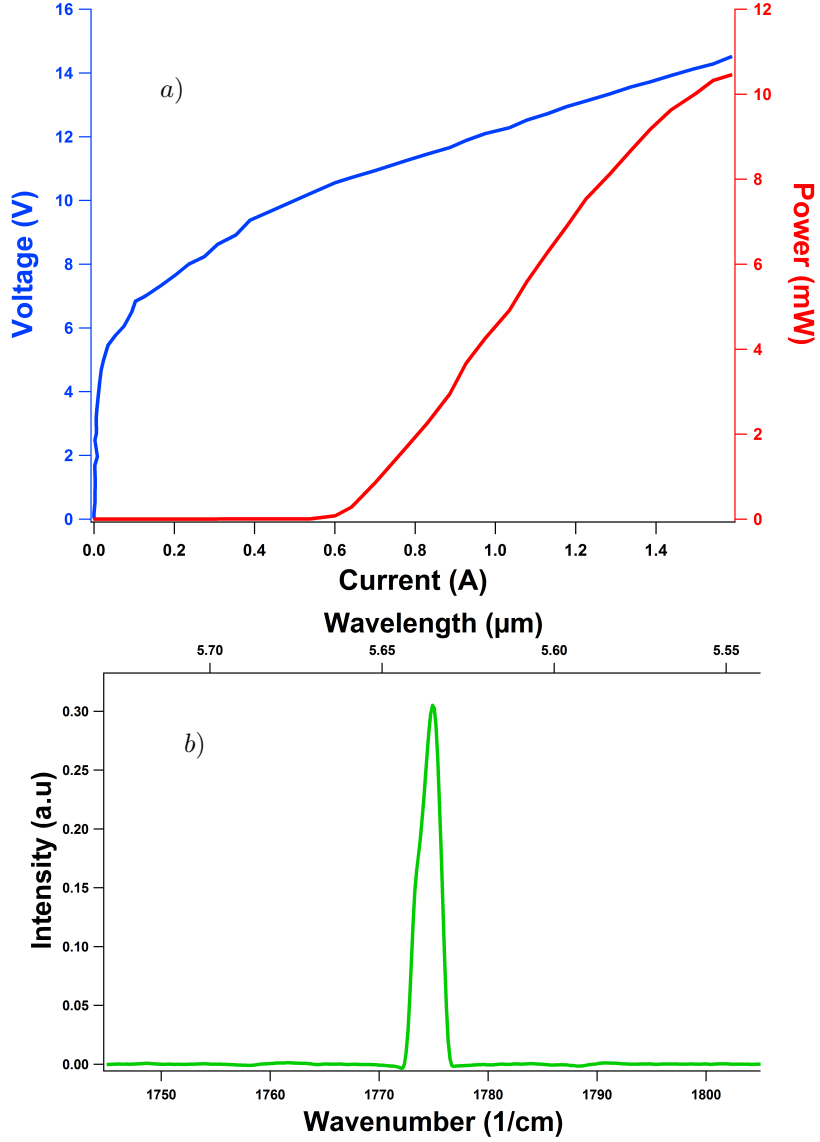 16
14
12
10
8
6
4
2
0
Voltage (V)
a)
12
10
8
6
4
2
0
Power (mW)
0.0 0.2 0.4 0.6 0.8 1.0 1.2 1.4
Current (A)
Wavelength (µm)
5.70 5.65 5.60 5.55
0.30
0.25
0.20
0.15
0.10
0.05
0.00
Intensity (a.u)
b)
1750 1760 1770 1780 1790 1800
Wavenumber (1/cm)